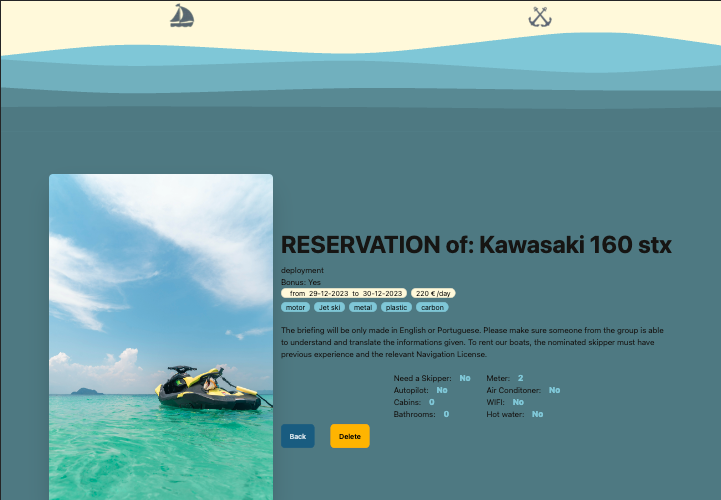 RESERVATION of: Kawasaki 160 stx
deployment
Bonus: Yes
from 29-12-2023 to 30-12-2023 220 € /day
motor Jet ski metal plastic carbon
The briefing will be only made in English or Portuguese. Please make sure someone from the group is able
to understand and translate the informations given. To rent our boats, the nominated skipper must have
previous experience and the relevant Navigation License.
Need a Skipper: No Meter: 2
Autopilot: No Air Conditoner: No
Cabins: 0 WIFI: No
Bathrooms: 0 Hot water: No
Back Delete